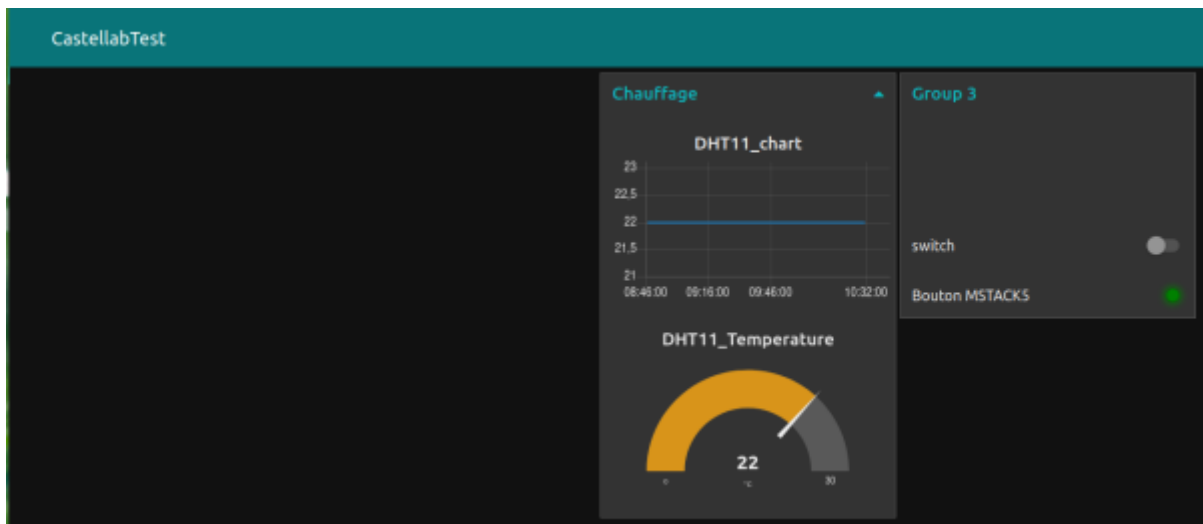 CastellabTest
Chauffage
DHT11_chart
23
22,5
22
21,5
21
08:46:00 09:16:00 09:46:00 10:32:00
DHT11_Temperature
22
0 °C 30
Group 3
switch
Bouton MSTACK5